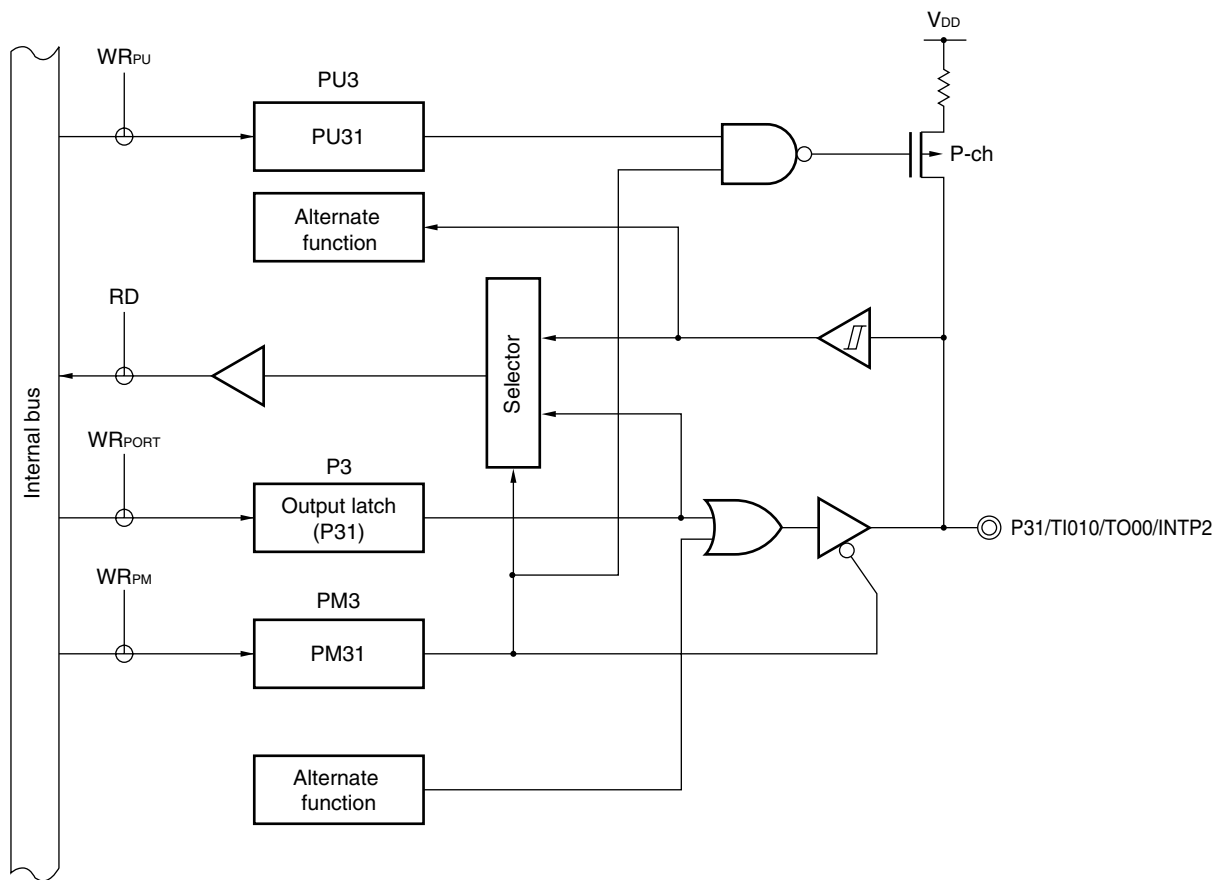 VDD
WRPU
PU3
PU31
P-ch
Alternate
function
RD
Selector
Internal bus
WRPORT
P3
Output latch
(P31)
P31/TI010/TO00/INTP2
WRPM
PM3
PM31
Alternate
function